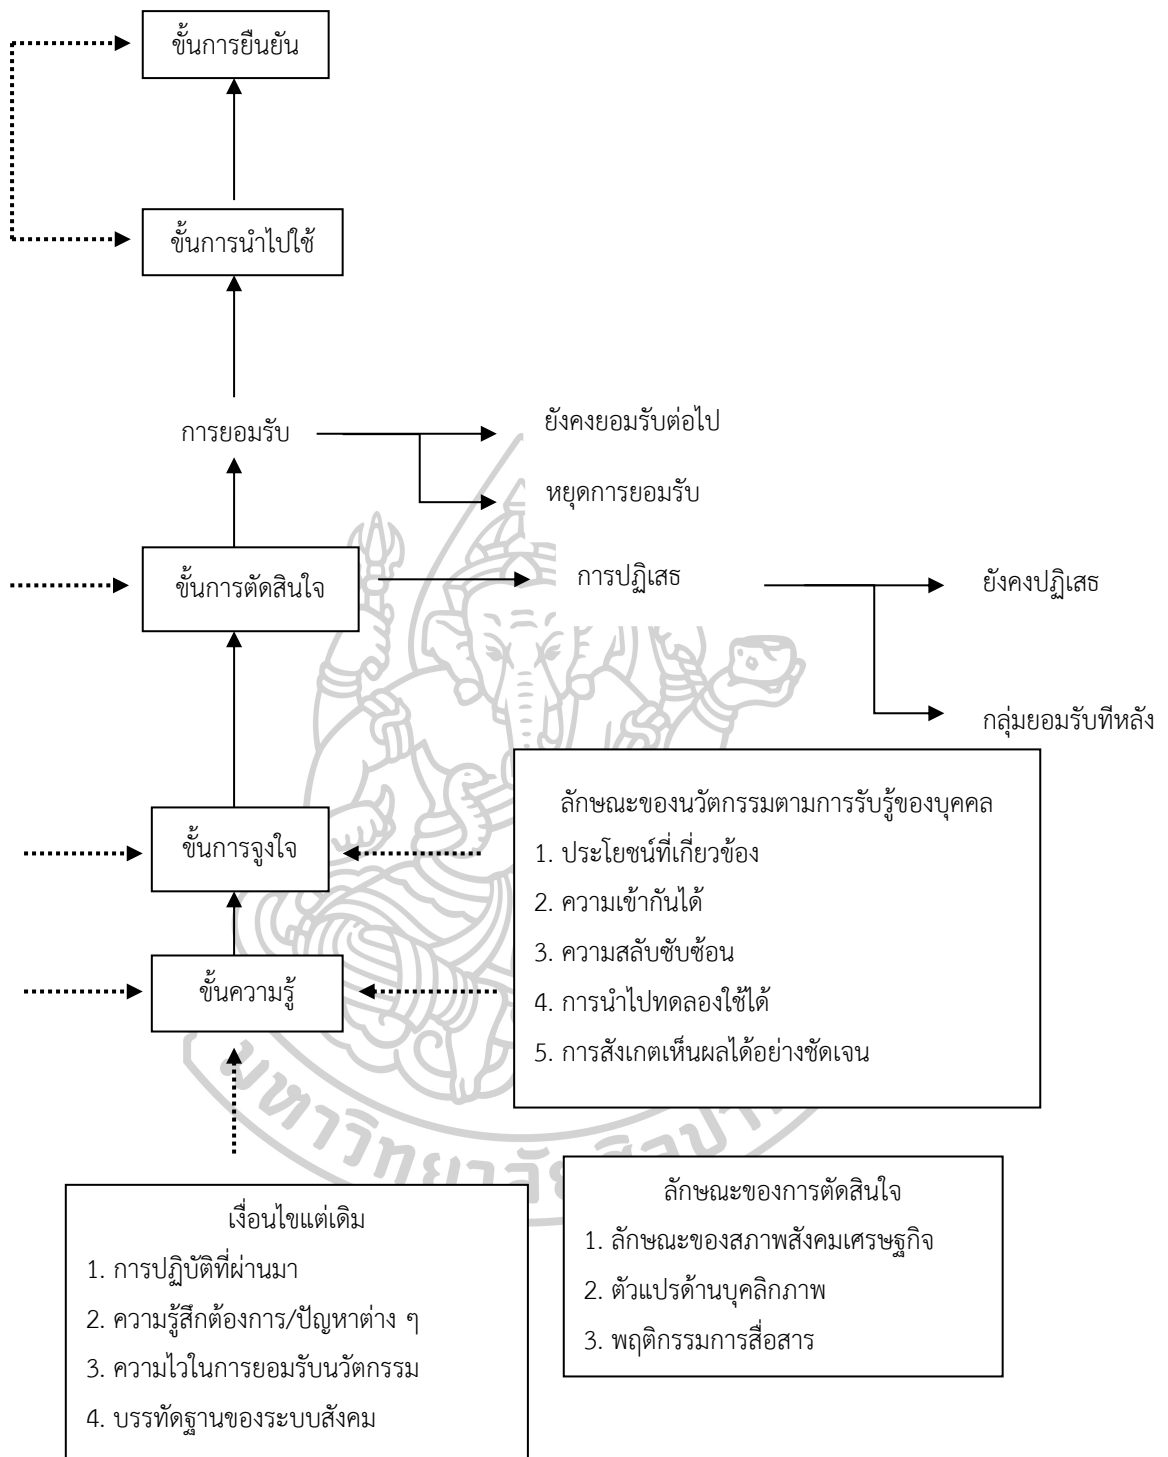 ขั้นการยืนยัน
ขั้นการนำไปใช้
การยอมรับ
ยังคงยอมรับต่อไป
หยุดการยอมรับ
ขั้นการตัดสินใจ
การปฏิเสธ
ยังคงปฏิเสธ
กลุ่มยอมรับทีหลัง
ขั้นการจูงใจ
ขั้นความรู้
ลักษณะของนวัตกรรมตามการรับรู้ของบุคคล
1. ประโยชน์ที่เกี่ยวข้อง
2. ความเข้ากันได้
3. ความสลับซับซ้อน
4. การนำไปทดลองใช้ได้
5. การสังเกตเห็นผลได้อย่างชัดเจน
เงื่อนไขแต่เดิม
1. การปฏิบัติที่ผ่านมา
2. ความรู้สึกต้องการ/ปัญหาต่าง ๆ
3. ความไวในการยอมรับนวัตกรรม
4. บรรทัดฐานของระบบสังคม
ลักษณะของการตัดสินใจ
1. ลักษณะของสภาพสังคมเศรษฐกิจ
2. ตัวแปรด้านบุคลิกภาพ
3. พฤติกรรมการสื่อสาร